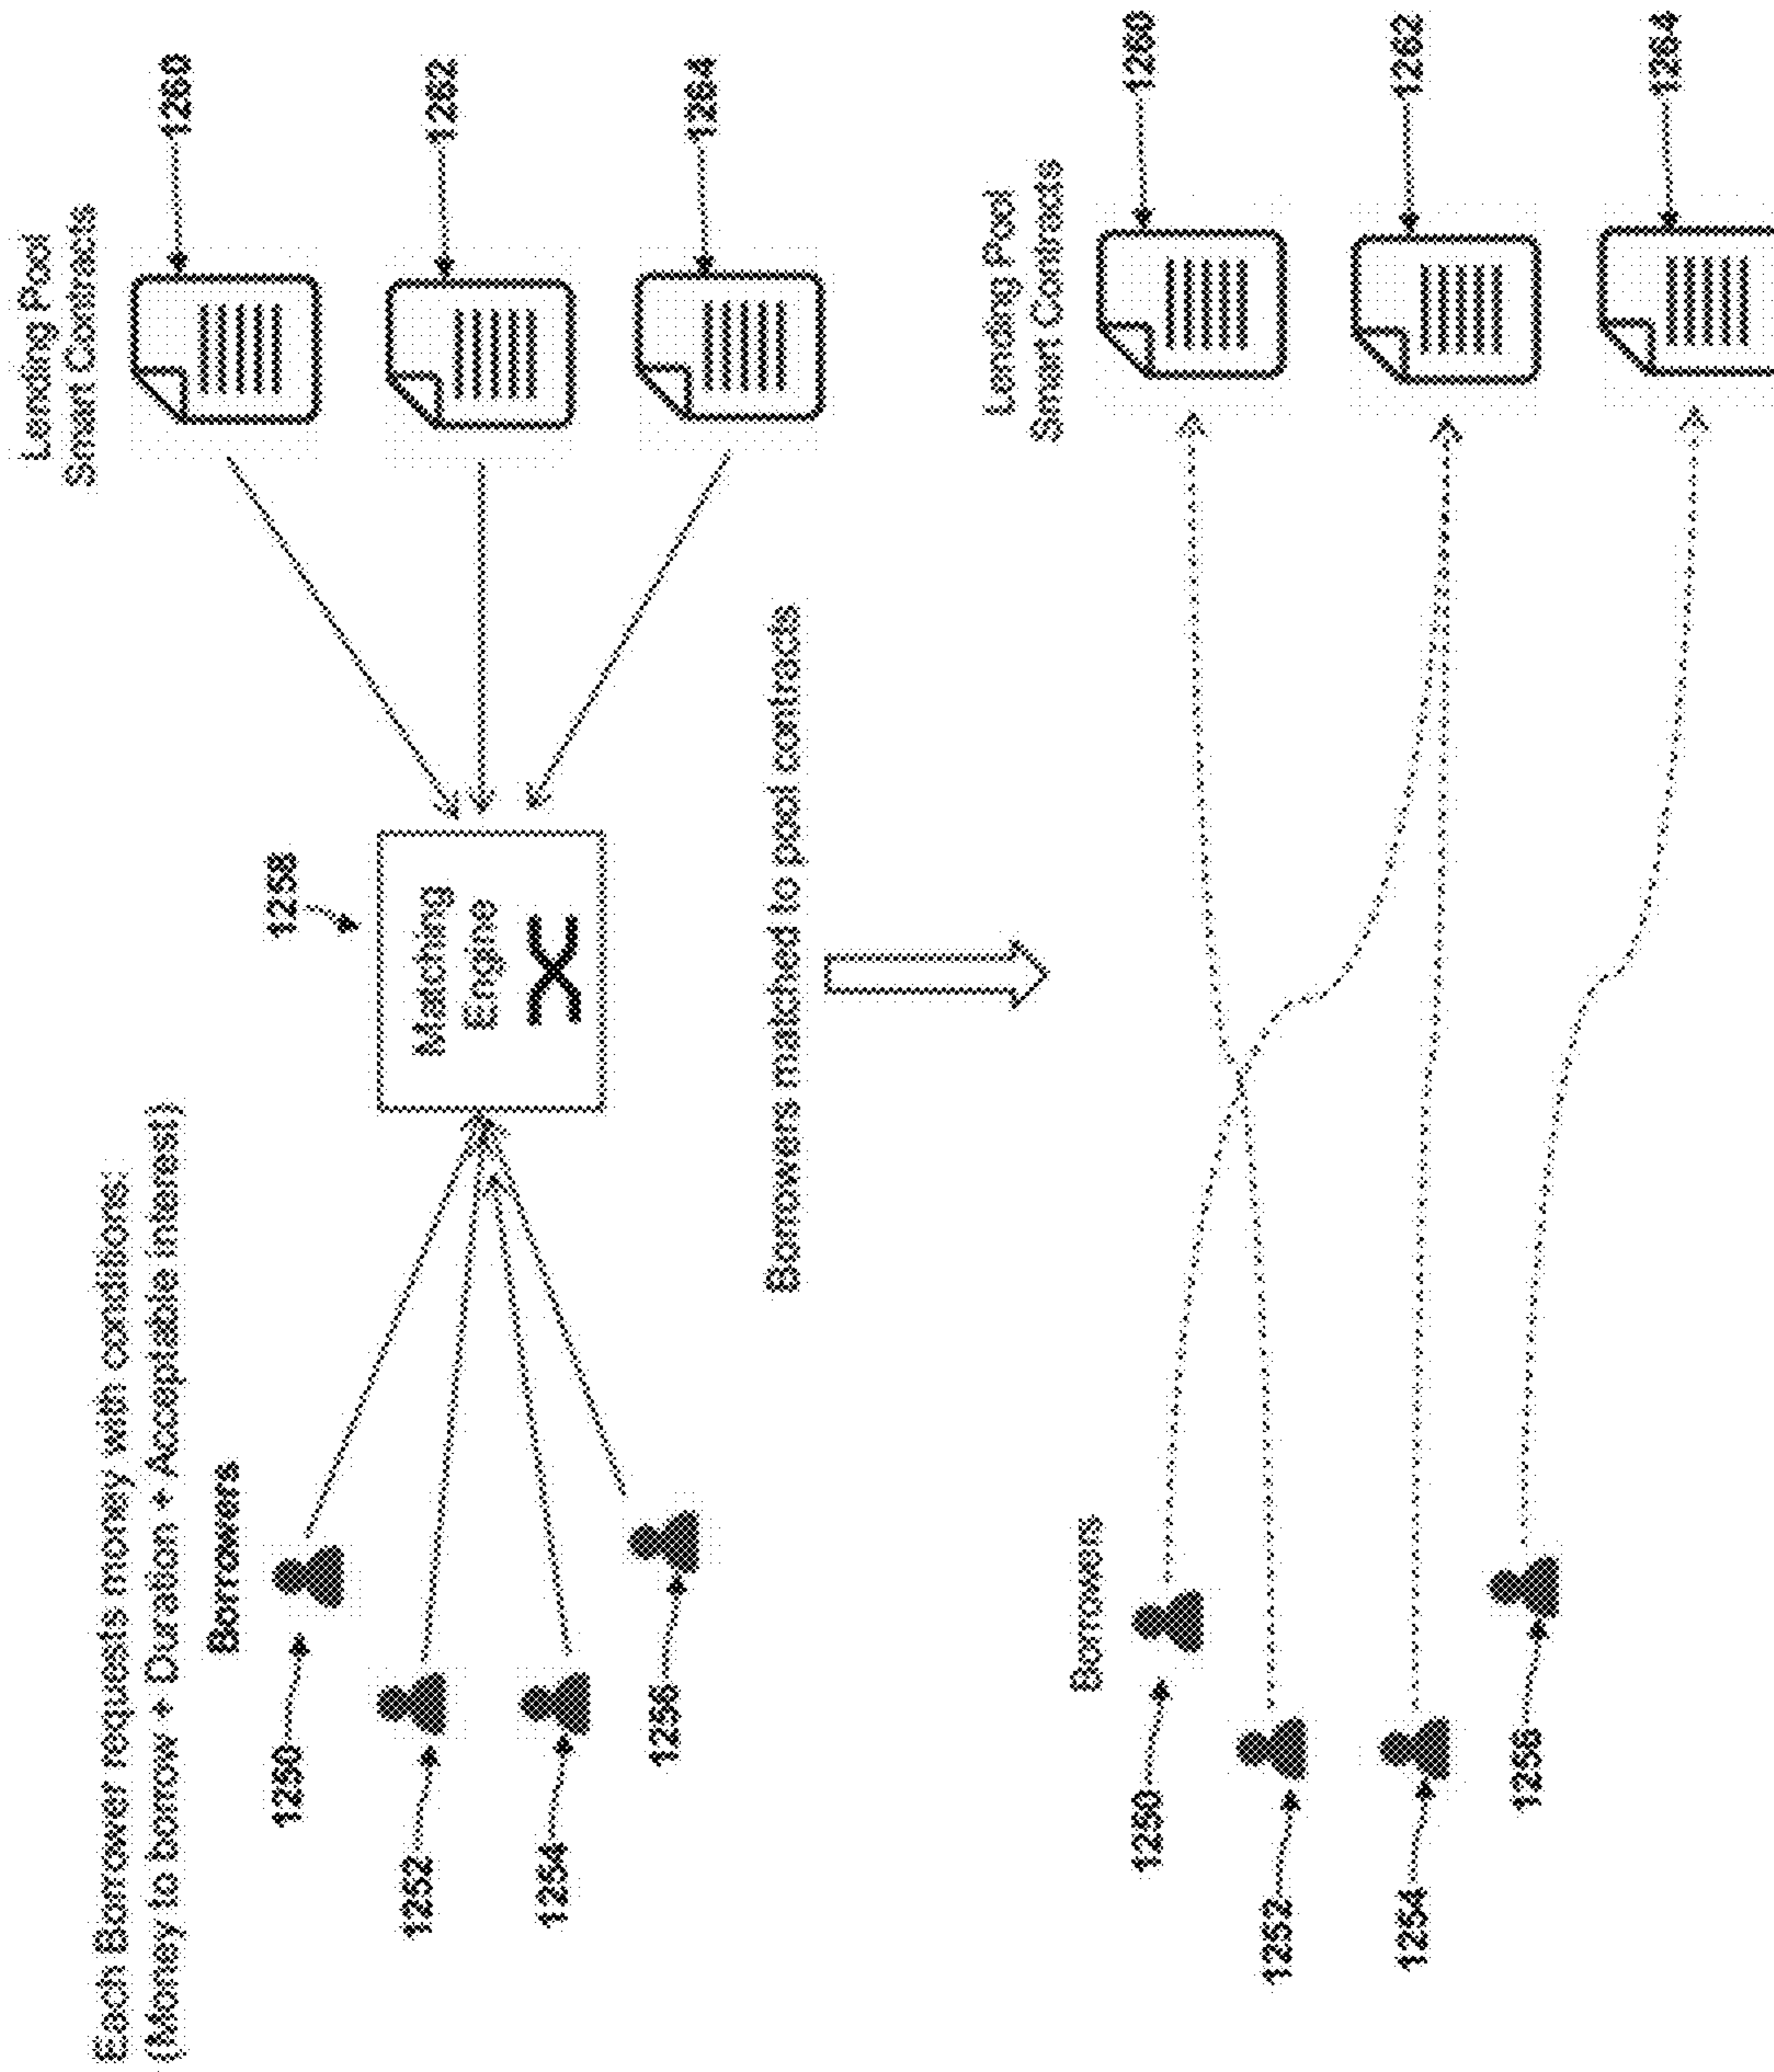 Each Borrower requests money with conditions:
(Money to borrow + Duration + Acceptable interest)
Borrowers
1250
1252
1254
1256
1258
Matching
Engine
Lending Pool
Smart Contracts
1260
1262
1264
Borrowers matched to pool contracts
Borrowers
1250
1252
1254
1256
Lending Pool
Smart Contracts
1260
1262
1264